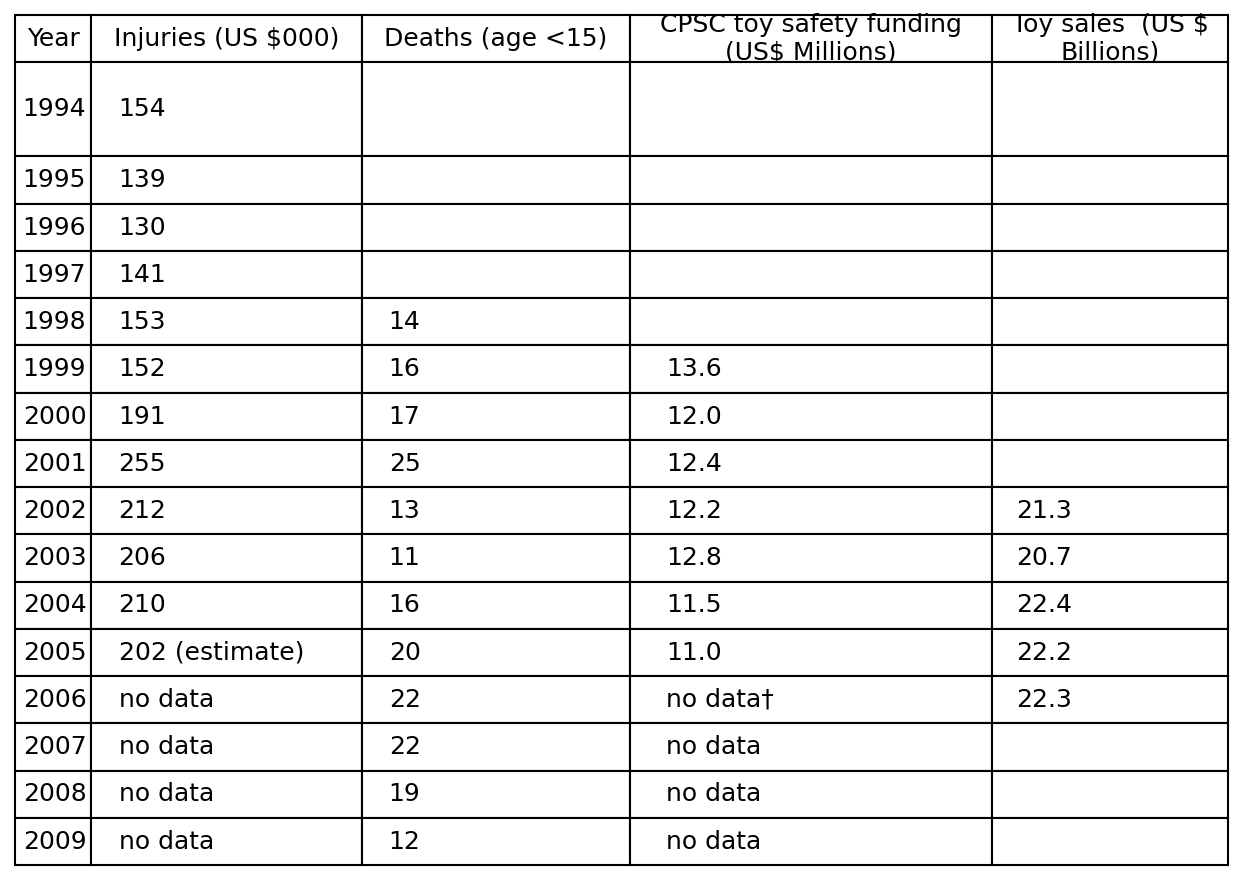 Year Injuries (US $000) Deaths (age <15) CPSC toy safety funding (US$ Millions) Toy sales  (US $ Billions)
1994 154
1995 139
1996 130
1997 141
1998 153 14
1999 152 16 13.6
2000 191 17 12.0
2001 255 25 12.4
2002 212 13 12.2 21.3
2003 206 11 12.8 20.7
2004 210 16 11.5 22.4
2005 202 (estimate) 20 11.0 22.2
2006 no data 22 no data† 22.3
2007 no data 22 no data
2008 no data 19 no data
2009 no data 12 no data